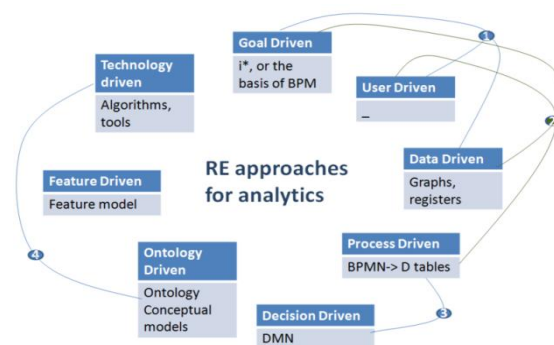 Goal Driven
i*, or the
basis of BPM
1
Technology
driven
Algorithms,
tools
User Driven
–
2
Data Driven
Graphs,
registers
RE approaches
for analytics
Feature Driven
Feature model
Process Driven
BPMN-> D tables
4
Ontology
Driven
Ontology
Conceptual
models
3
Decision Driven
DMN